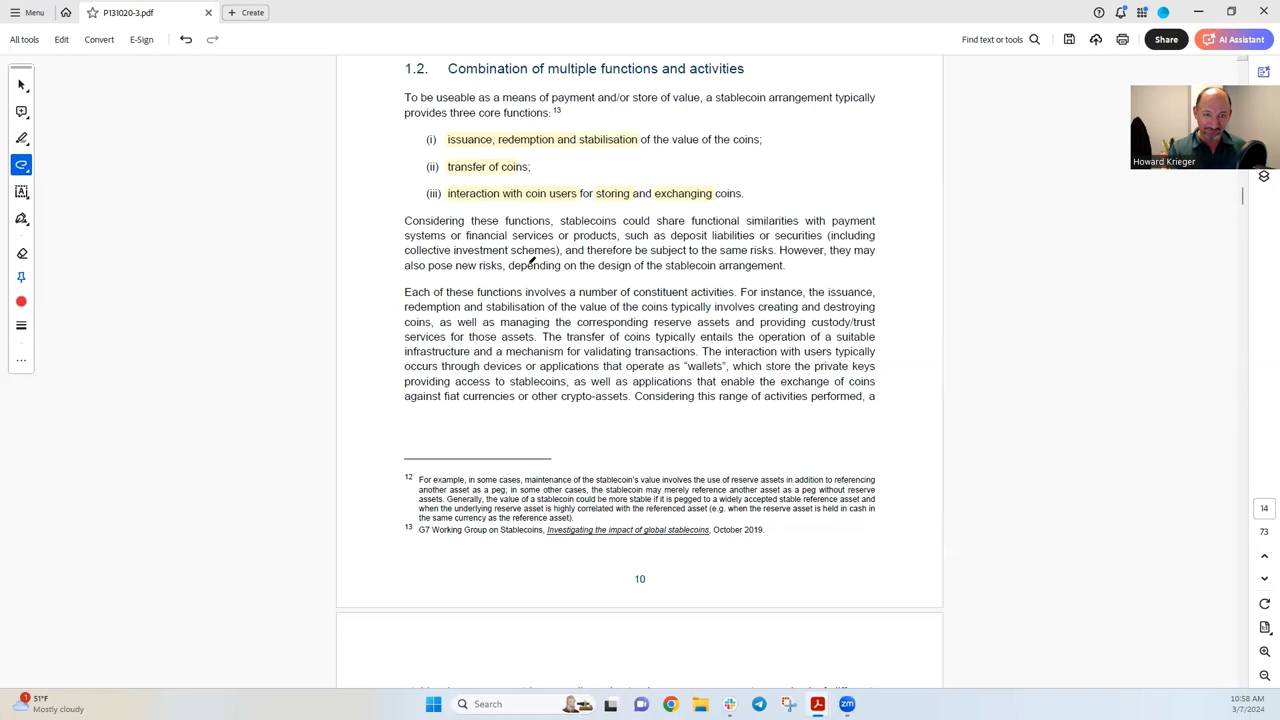 Menu
P131020-3.pdf
Create
All tools
Edit
Convert
E-Sign
Find text or tools
Share
AI Assistant
1.2. Combination of multiple functions and activities
To be useable as a means of payment and/or store of value, a stablecoin arrangement typically
provides three core functions: 13
(i) issuance, redemption and stabilisation of the value of the coins;
(ii) transfer of coins;
(iii) interaction with coin users for storing and exchanging coins.
Considering these functions, stablecoins could share functional similarities with payment
systems or financial services or products, such as deposit liabilities or securities (including
collective investment schemes), and therefore be subject to the same risks. However, they may
also pose new risks, depending on the design of the stablecoin arrangement.
Each of these functions involves a number of constituent activities. For instance, the issuance,
redemption and stabilisation of the value of the coins typically involves creating and destroying
coins, as well as managing the corresponding reserve assets and providing custody/trust
services for those assets. The transfer of coins typically entails the operation of a suitable
infrastructure and a mechanism for validating transactions. The interaction with users typically
occurs through devices or applications that operate as “wallets”, which store the private keys
providing access to stablecoins, as well as applications that enable the exchange of coins
against fiat currencies or other crypto-assets. Considering this range of activities performed, a
12 For example, in some cases, maintenance of the stablecoin's value involves the use of reserve assets in addition to referencing
another asset as a peg; in some other cases, the stablecoin may merely reference another asset as a peg without reserve
assets. Generally, the value of a stablecoin could be more stable if it is pegged to a widely accepted stable reference asset and
when the underlying reserve asset is highly correlated with the referenced asset (e.g. when the reserve asset is held in cash in
the same currency as the reference asset).
13 G7 Working Group on Stablecoins, Investigating the impact of global stablecoins, October 2019.
10
Howard Krieger
14
73
1
51°F
Mostly cloudy
Search
zm
10:58 AM
3/7/2024